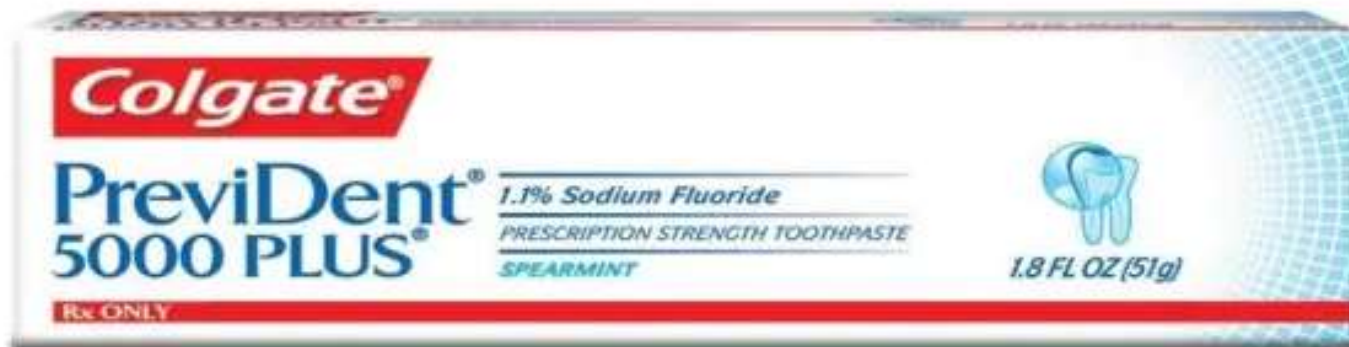 Colgate®
PreviDent®
5000 PLUS®
1.1% Sodium Fluoride
PRESCRIPTION STRENGTH TOOTHPASTE
SPEARMINT
1.8 FL OZ (51g)
Rx ONLY